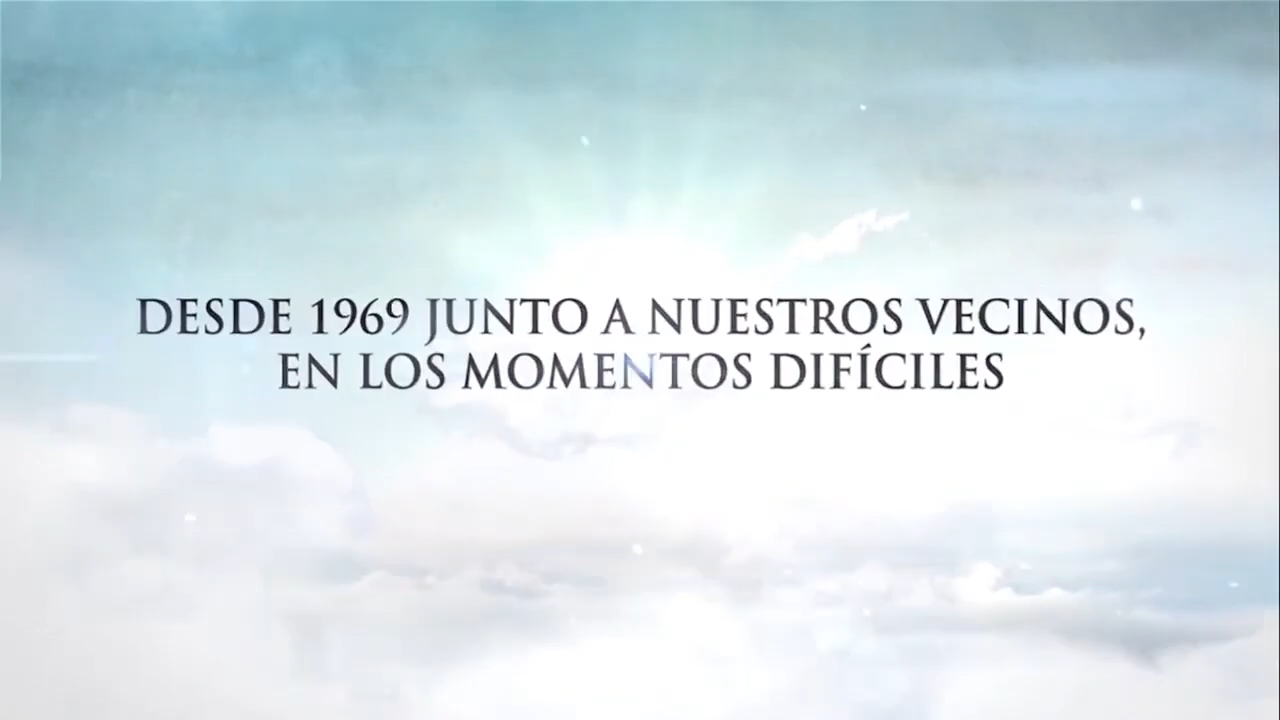 DESDE 1969 JUNTO A NUESTROS VECINOS,
EN LOS MOMENTOS DIFÍCILES